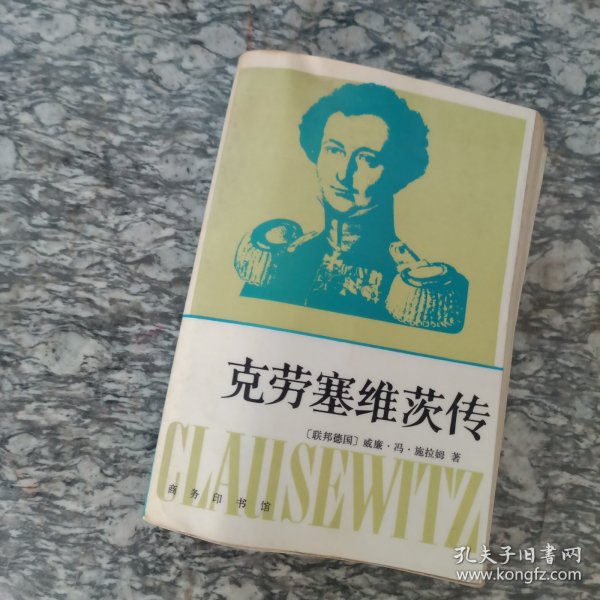 克劳塞维茨传
〔联邦德国〕威廉·冯·施拉姆 著
CLAUSEWITZ
商务印书馆
孔夫子旧书网
www.kongfz.com